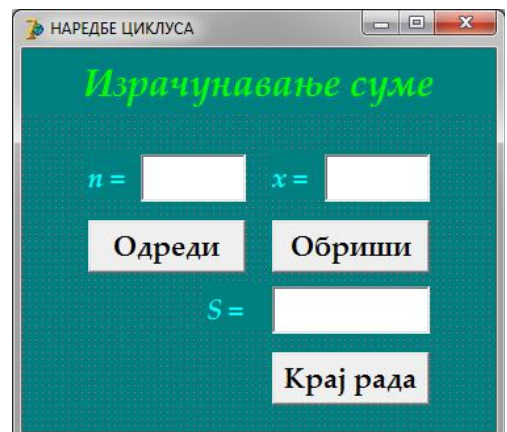 НАРЕДБЕ ЦИКЛУСА
Израчунавање суме
n = x =
Одреди Обриши
S =
Крај рада